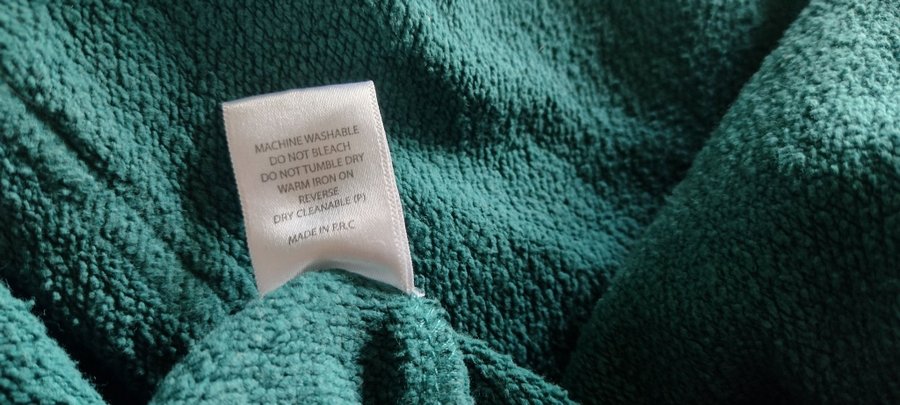 MACHINE WASHABLE
DO NOT BLEACH
DO NOT TUMBLE DRY
WARM IRON ON
REVERSE
DRY CLEANABLE (P)
MADE IN P.R.C